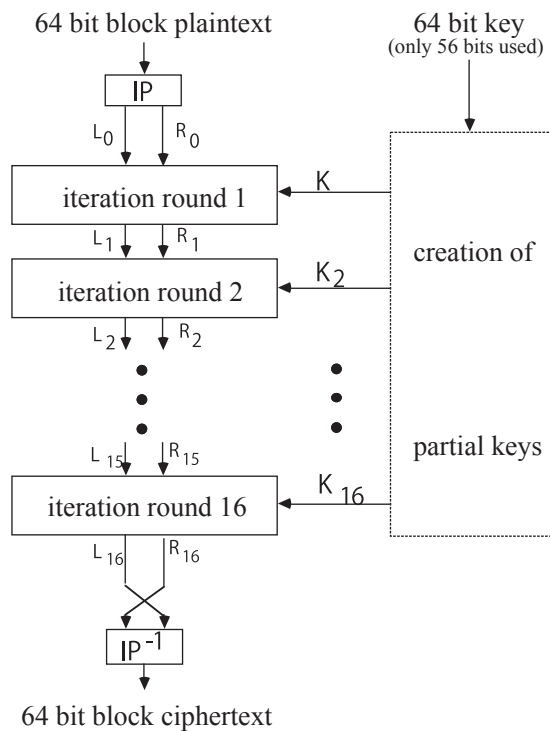 64 bit block plaintext
64 bit key
(only 56 bits used)
IP
L0 R0
iteration round 1
K
L1 R1
creation of
iteration round 2
K2
L2 R2
L15 R15
partial keys
iteration round 16
K16
L16 R16
IP-1
64 bit block ciphertext